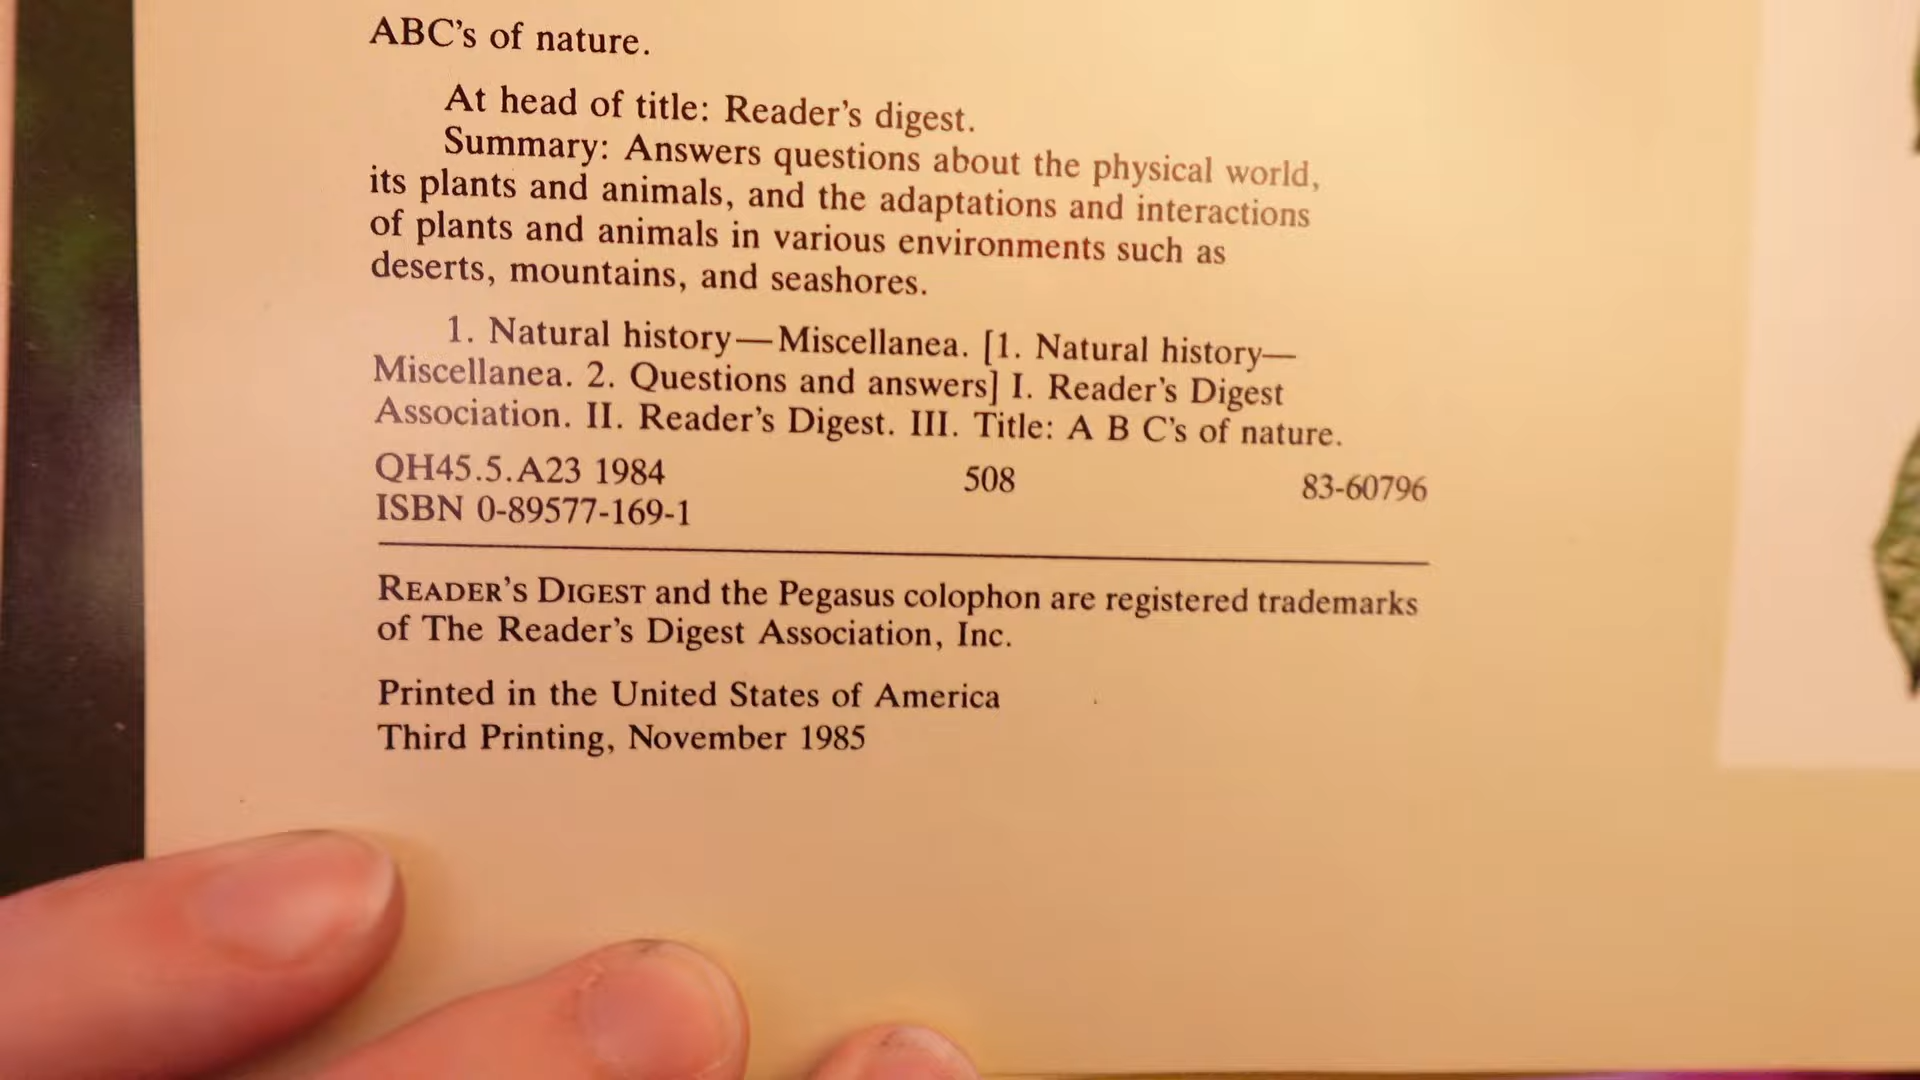 ABC's of nature.
At head of title: Reader's digest.
Summary: Answers questions about the physical world,
its plants and animals, and the adaptations and interactions
of plants and animals in various environments such as
deserts, mountains, and seashores.
1. Natural history—Miscellanea. [1. Natural history—
Miscellanea. 2. Questions and answers] I. Reader's Digest
Association. II. Reader's Digest. III. Title: A B C's of nature.
QH45.5.A23 1984 508 83-60796
ISBN 0-89577-169-1
READER'S DIGEST and the Pegasus colophon are registered trademarks
of The Reader's Digest Association, Inc.
Printed in the United States of America
Third Printing, November 1985